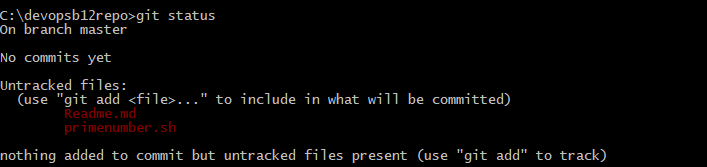 C:\devopsb12repo>git status
On branch master
No commits yet
Untracked files:
(use "git add <file>..." to include in what will be committed)
Readme.md
primenumber.sh
nothing added to commit but untracked files present (use "git add" to track)